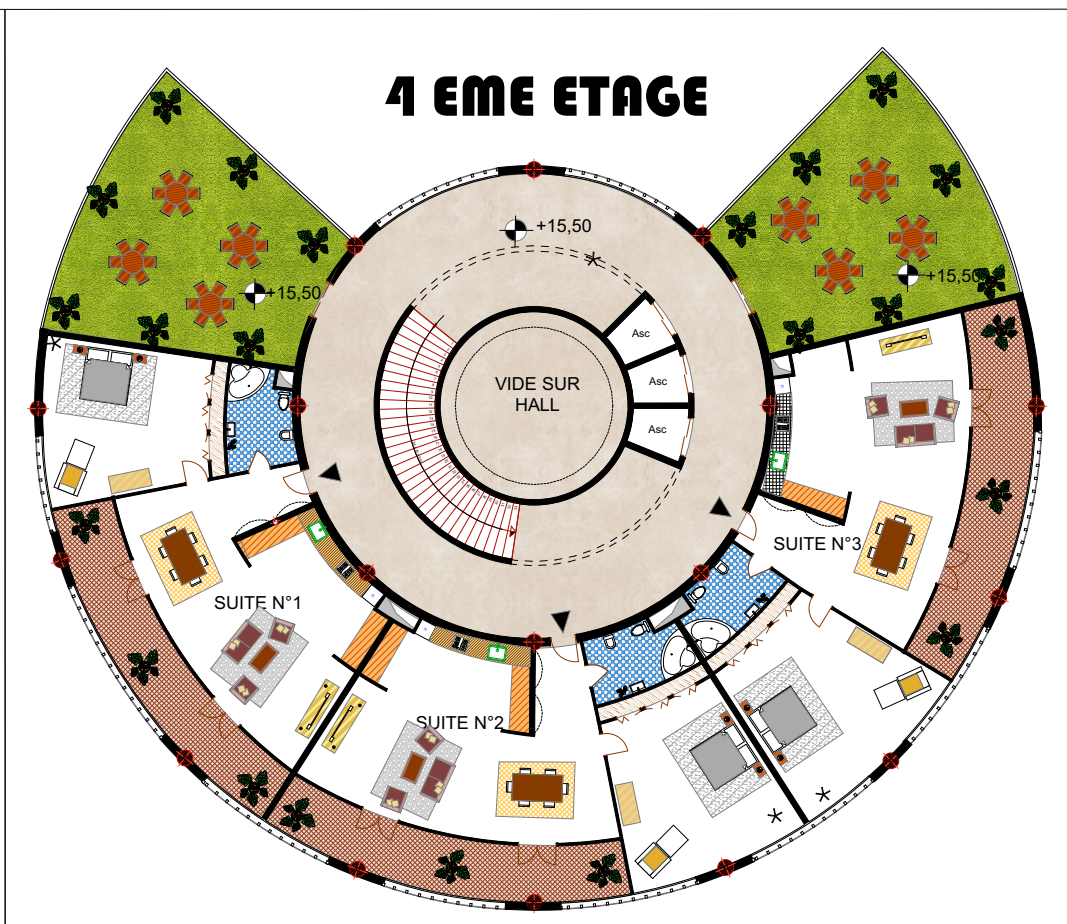 4 EME ETAGE
+15,50
+15,50
+15,50
Asc
VIDE SUR
HALL
Asc
Asc
SUITE N°3
SUITE N°1
SUITE N°2